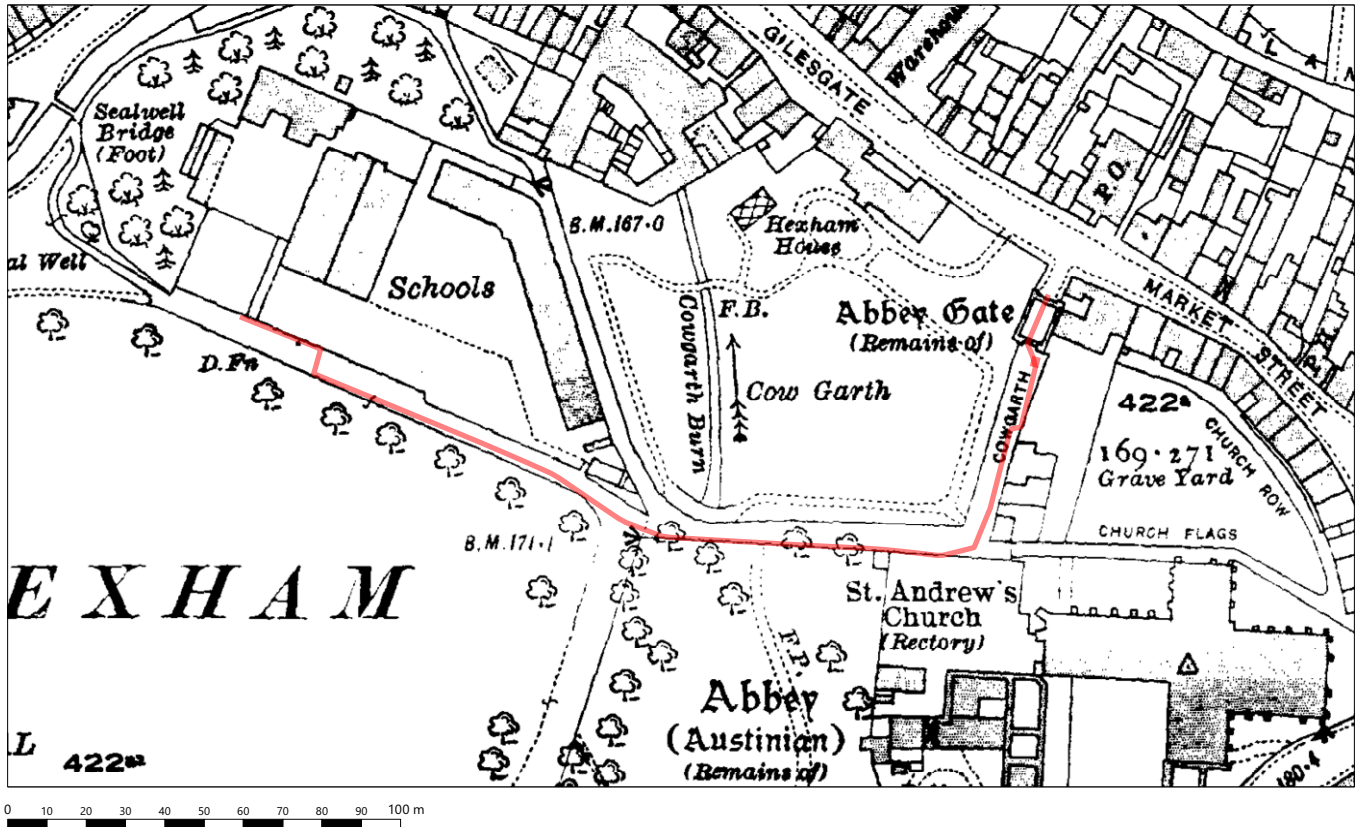 GILESGATE
Warehouse
L A N
Sealwell
Bridge
(Foot)
P.O.
B.M.167·0
Hexham
House
al Well
Schools
MARKET
STREET
Cowgarth Burn
F.B.
Abbey Gate
(Remains of)
D.Fn
Cow Garth
COWGARTH
422a
CHURCH ROW
169·271
Grave Yard
B.M.171·1
CHURCH FLAGS
EXHAM
St. Andrew's
Church
(Rectory)
F.P.
Abbey
(Austinian)
(Remains of)
L
180·4
0 10 20 30 40 50 60 70 80 90 100 m